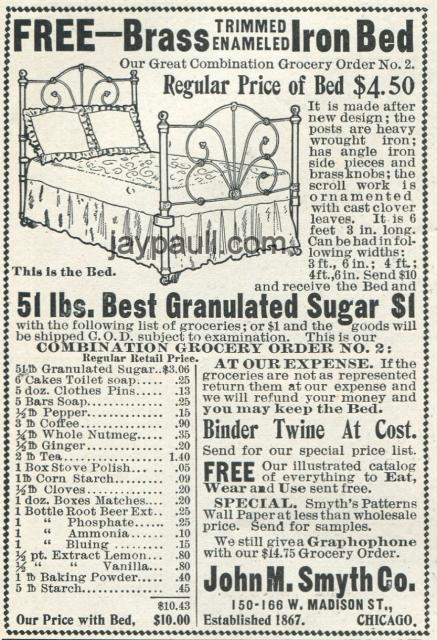 FREE—Brass TRIMMED ENAMELED Iron Bed
Our Great Combination Grocery Order No. 2.
Regular Price of Bed $4.50
It is made after
new design; the
posts are heavy
wrought iron;
has angle iron
side pieces and
brass knobs; the
scroll work is
ornamented
with cast clover
leaves. It is 6
feet 3 in. long.
Can be had in fol-
lowing widths:
3 ft., 6 in.; 4 ft.;
4ft., 6 in. Send $10
and receive the Bed and
jaypaull.com
This is the Bed.
51 lbs. Best Granulated Sugar $1
with the following list of groceries; or $1 and the goods will
be shipped C.O.D. subject to examination. This is our
COMBINATION GROCERY ORDER NO. 2:
Regular Retail Price.
51 lb Granulated Sugar..$3.06
6 Cakes Toilet soap..... .25
5 doz. Clothes Pins..... .13
5 Bars Soap............. .25
½ lb Pepper............. .15
3 lb Coffee............. .90
¼ lb Whole Nutmeg..... .35
½ lb Ginger............. .20
2 lb Tea................ 1.40
1 Box Stove Polish...... .05
1 lb Corn Starch........ .09
½ lb Cloves............. .20
1 doz. Boxes Matches... .20
1 Bottle Root Beer Ext.. .25
1 " Phosphate..... .25
1 " Ammonia...... .10
1 " Bluing ....... .15
½ pt. Extract Lemon.... .80
½ " " Vanilla.. .80
1 lb Baking Powder..... .40
5 lb Starch............. .45
$10.43
Our Price with Bed, $10.00
AT OUR EXPENSE. If the
groceries are not as represented
return them at our expense and
we will refund your money and
you may keep the Bed.
Binder Twine At Cost.
Send for our special price list.
FREE Our illustrated catalog
of everything to Eat,
Wear and Use sent free.
SPECIAL. Smyth's Patterns
Wall Paper at less than wholesale
price. Send for samples.
We still give a Graphophone
with our $14.75 Grocery Order.
John M. Smyth Co.
150-166 W. MADISON ST.,
Established 1867. CHICAGO.